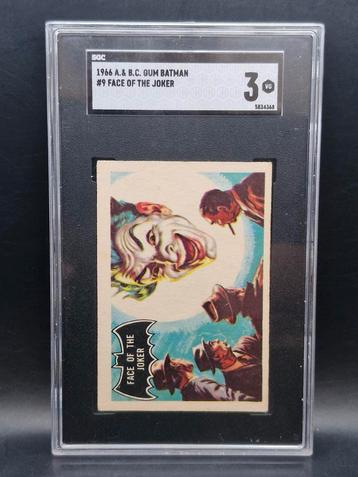 SGC
1966 A.& B.C. GUM BATMAN
#9 FACE OF THE JOKER
3
VG
5834368
FACE OF THE
JOKER